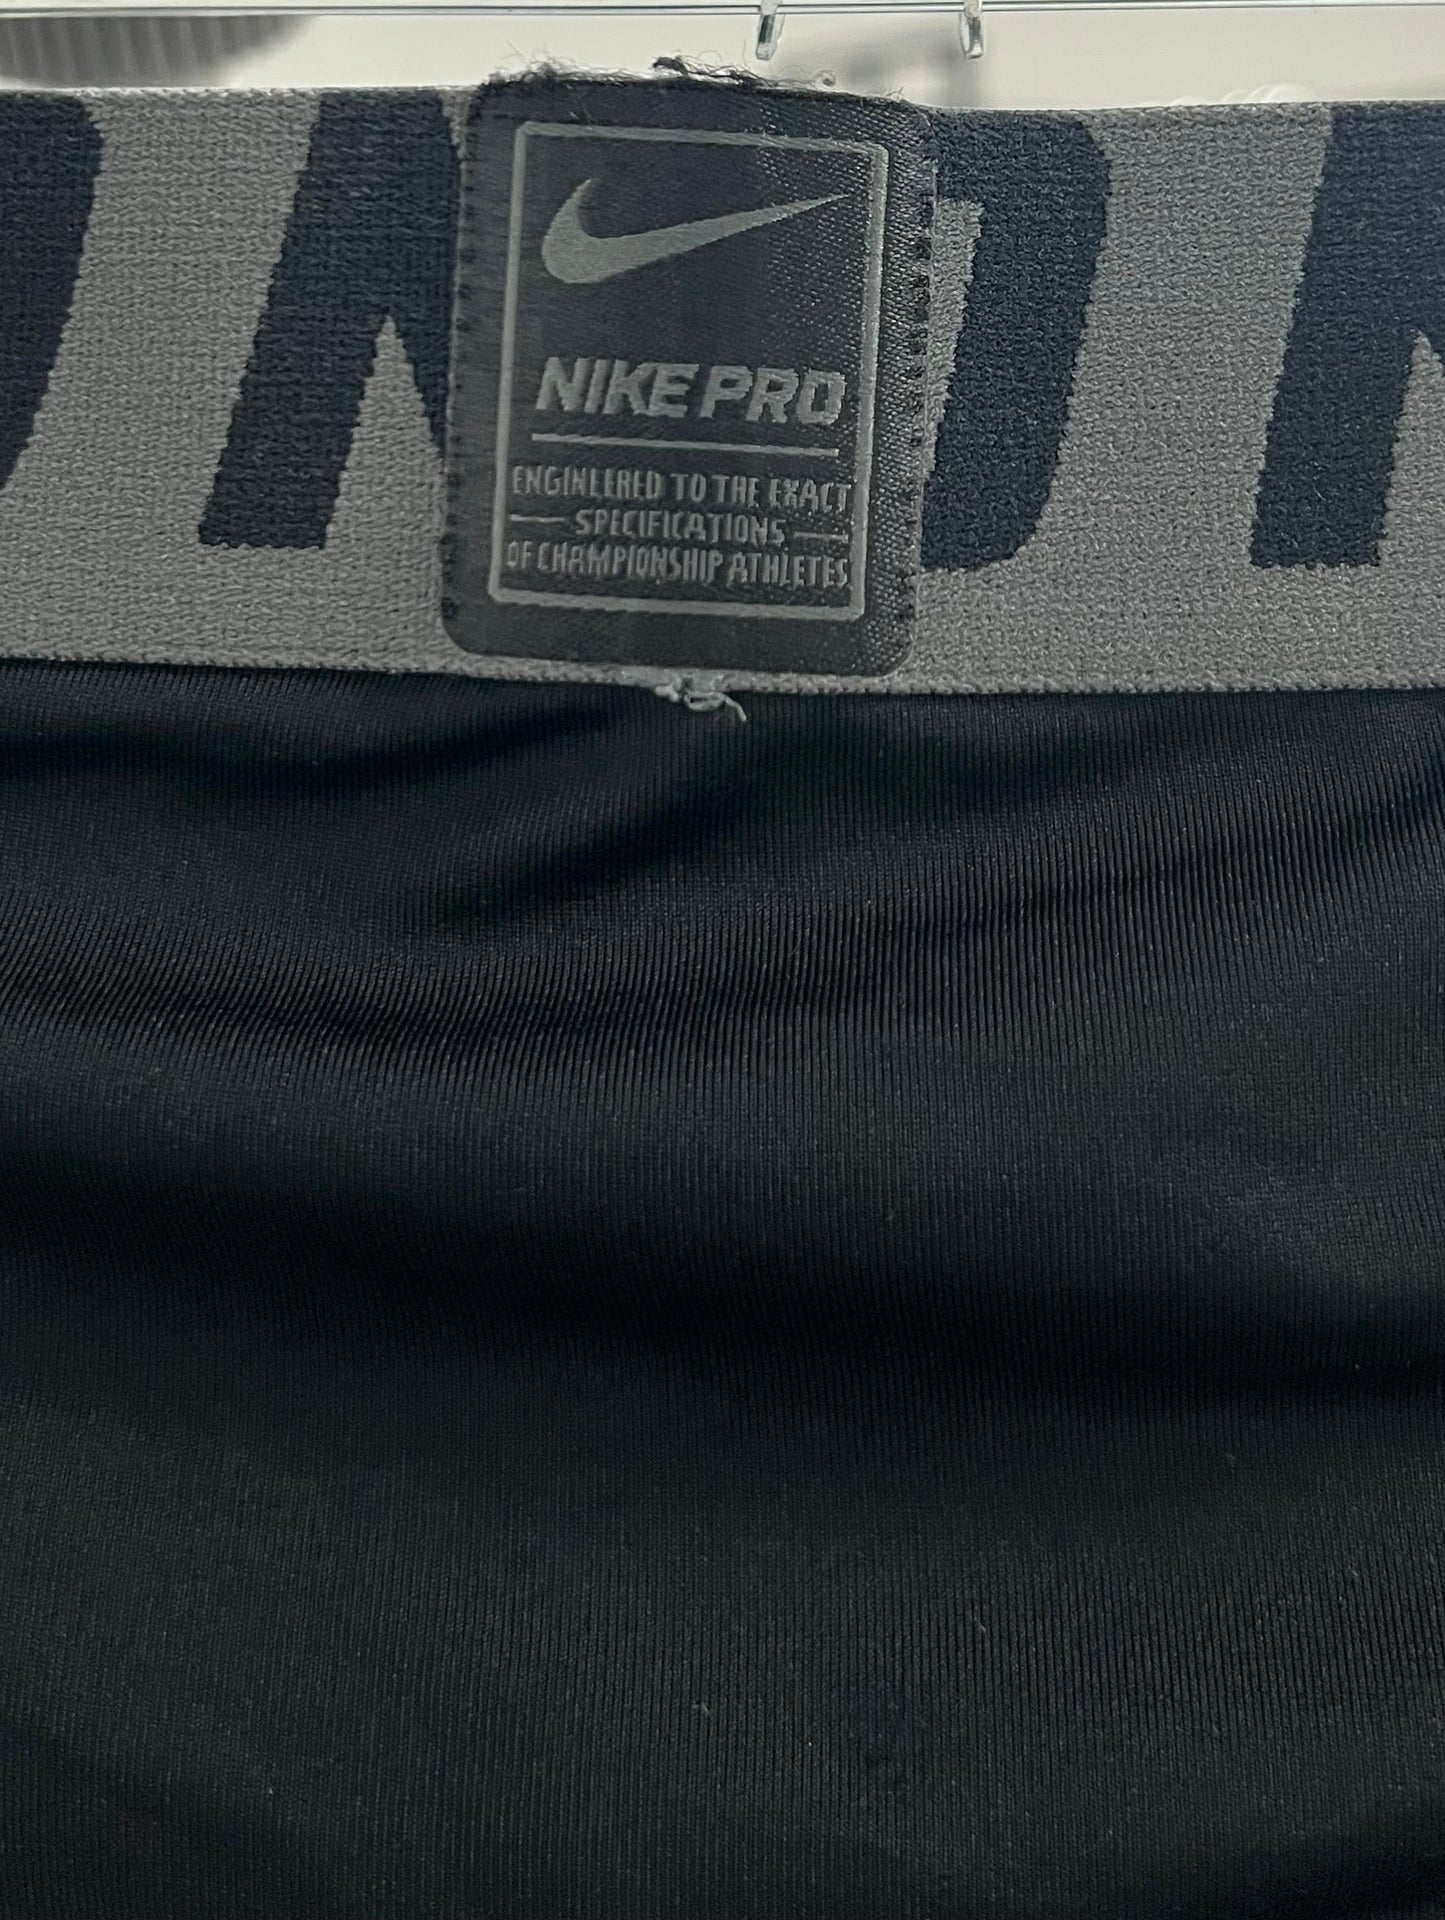 NIKE PRO
ENGINEERED TO THE EXACT
SPECIFICATIONS
OF CHAMPIONSHIP ATHLETES